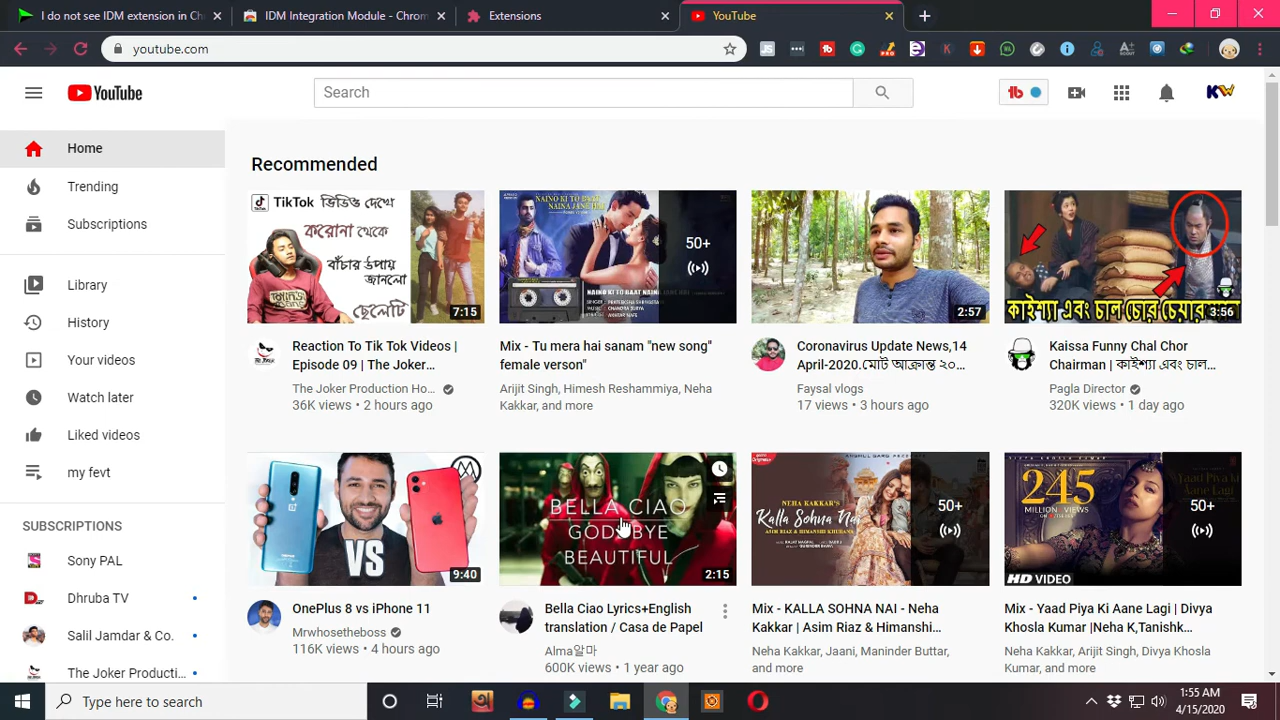 I do not see IDM extension in Ch
IDM Integration Module - Chrom
Extensions
YouTube
youtube.com
YouTube
Search
Home
Trending
Subscriptions
Library
History
Your videos
Watch later
Liked videos
my fevt
SUBSCRIPTIONS
Sony PAL
Dhruba TV
Salil Jamdar & Co.
The Joker Producti...
Recommended
TikTok ভিডিও দেখে
করোনা থেকে
বাঁচার উপায়
জানলো
ছেলেটি
7:15
Reaction To Tik Tok Videos |
Episode 09 | The Joker...
The Joker Production Ho...
36K views • 2 hours ago
50+
Mix - Tu mera hai sanam "new song"
female version"
Arijit Singh, Himesh Reshammiya, Neha
Kakkar, and more
2:57
Coronavirus Update News,14
April-2020.মোট আক্রান্ত ২০...
Faysal vlogs
17 views • 3 hours ago
কাইশ্যা এবং চাল চোর চেয়ার
3:56
Kaissa Funny Chal Chor
Chairman | কাইশ্যা এবং চাল...
Pagla Director
320K views • 1 day ago
VS
9:40
OnePlus 8 vs iPhone 11
Mrwhosetheboss
116K views • 4 hours ago
BELLA CIAO
GOODBYE
BEAUTIFUL
2:15
Bella Ciao Lyrics+English
translation / Casa de Papel
Alma알마
600K views • 1 year ago
NEHA KAKKAR'S
Kalla Sohna Nai
50+
Mix - KALLA SOHNA NAI - Neha
Kakkar | Asim Riaz & Himanshi...
Neha Kakkar, Jaani, Maninder Buttar,
and more
245
MILLION VIEWS
HD VIDEO
50+
Mix - Yaad Piya Ki Aane Lagi | Divya
Khosla Kumar |Neha K,Tanishk...
Neha Kakkar, Arijit Singh, Divya Khosla
Kumar, and more
Type here to search
1:55 AM
4/15/2020